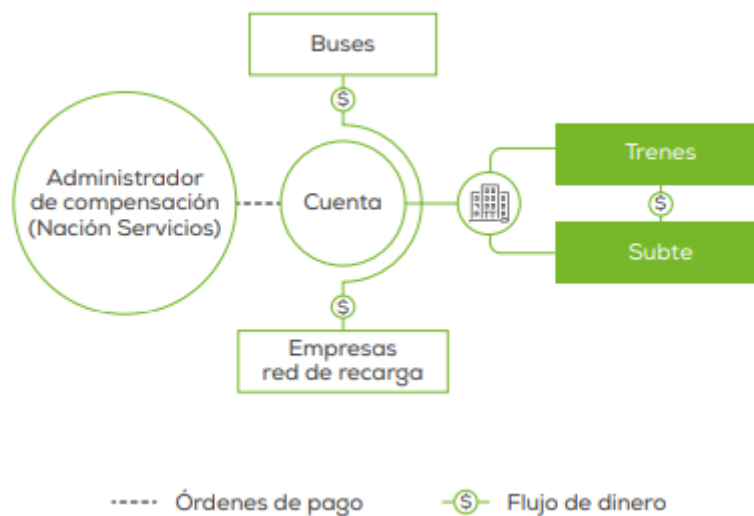 Buses
$
Administrador
de compensación
(Nación Servicios)
Cuenta
Trenes
$
Subte
$
Empresas
red de recarga
Órdenes de pago
$
Flujo de dinero